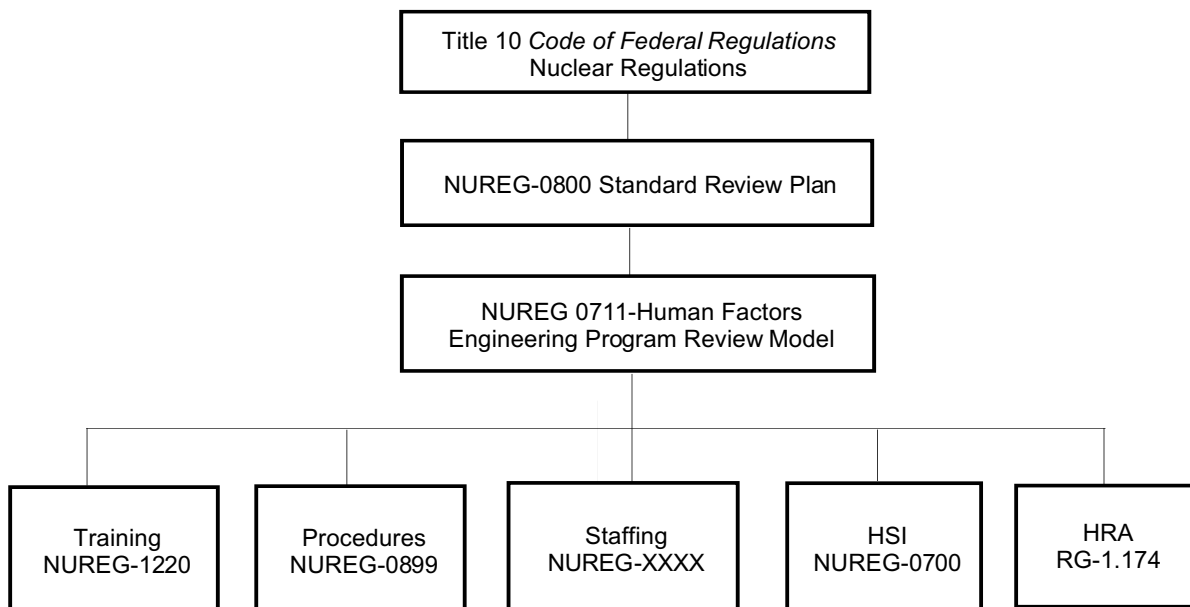 Title 10 Code of Federal Regulations
Nuclear Regulations
NUREG-0800 Standard Review Plan
NUREG 0711-Human Factors
Engineering Program Review Model
Training
NUREG-1220
Procedures
NUREG-0899
Staffing
NUREG-XXXX
HSI
NUREG-0700
HRA
RG-1.174